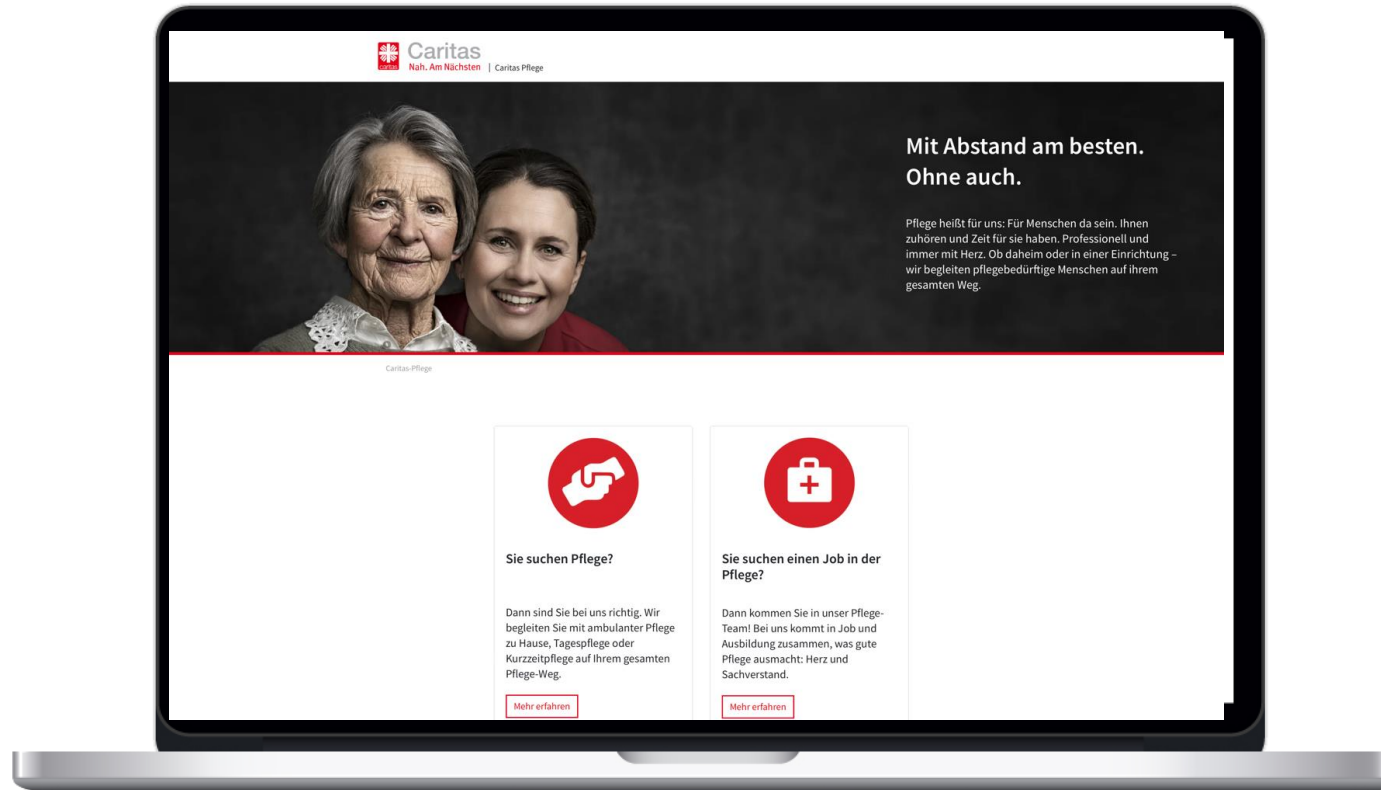 Caritas
caritas
Nah. Am Nächsten | Caritas Pflege
Mit Abstand am besten.
Ohne auch.
Pflege heißt für uns: Für Menschen da sein. Ihnen
zuhören und Zeit für sie haben. Professionell und
immer mit Herz. Ob daheim oder in einer Einrichtung –
wir begleiten pflegebedürftige Menschen auf ihrem
gesamten Weg.
Caritas-Pflege
Sie suchen Pflege?
Dann sind Sie bei uns richtig. Wir
begleiten Sie mit ambulanter Pflege
zu Hause, Tagespflege oder
Kurzzeitpflege auf Ihrem gesamten
Pflege-Weg.
Mehr erfahren
Sie suchen einen Job in der
Pflege?
Dann kommen Sie in unser Pflege-
Team! Bei uns kommt in Job und
Ausbildung zusammen, was gute
Pflege ausmacht: Herz und
Sachverstand.
Mehr erfahren